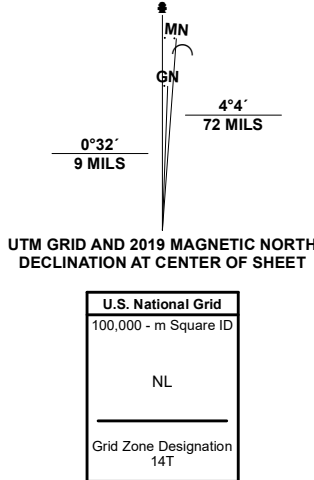 MN
GN
4°4´
72 MILS
0°32´
9 MILS
UTM GRID AND 2019 MAGNETIC NORTH
DECLINATION AT CENTER OF SHEET
U.S. National Grid
100,000 - m Square ID
NL
Grid Zone Designation
14T